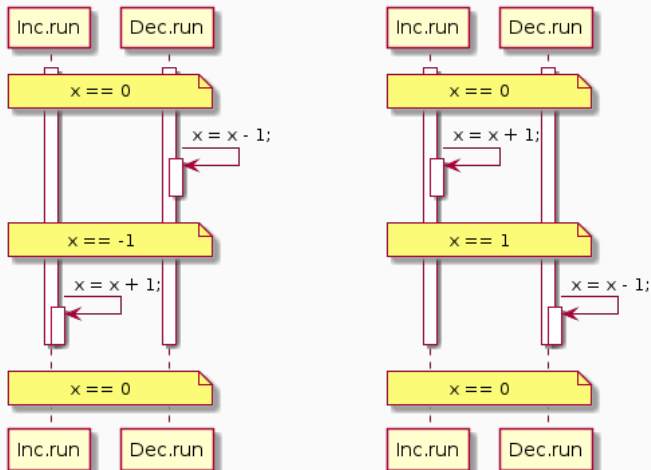 Inc.run Dec.run
x == 0
x = x - 1;
x == -1
x = x + 1;
x == 0
Inc.run Dec.run
Inc.run Dec.run
x == 0
x = x + 1;
x == 1
x = x - 1;
x == 0
Inc.run Dec.run